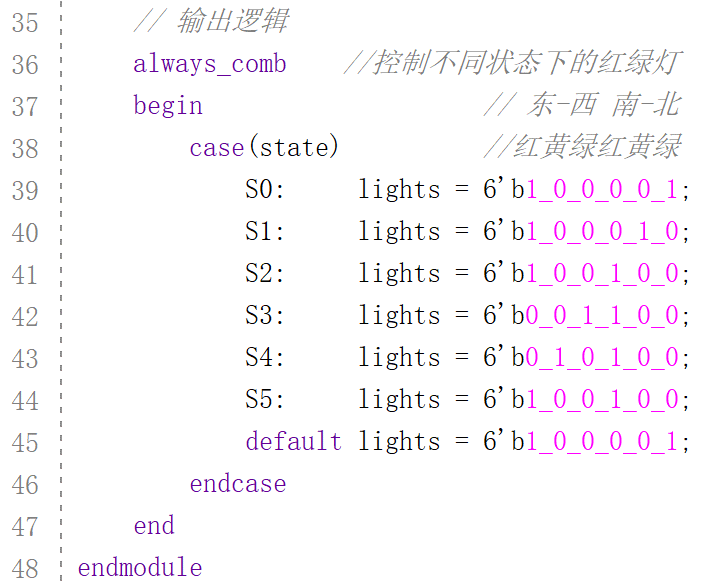 35 // 输出逻辑
36 always_comb //控制不同状态下的红绿灯
37 begin // 东-西 南-北
38 case(state) //红黄绿红黄绿
39 S0: lights = 6'b1_0_0_0_0_1;
40 S1: lights = 6'b1_0_0_0_1_0;
41 S2: lights = 6'b1_0_0_1_0_0;
42 S3: lights = 6'b0_0_1_1_0_0;
43 S4: lights = 6'b0_1_0_1_0_0;
44 S5: lights = 6'b1_0_0_1_0_0;
45 default lights = 6'b1_0_0_0_0_1;
46 endcase
47 end
48 endmodule